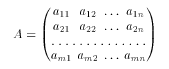 A = ( a11 a12 ... a1n
a21 a22 ... a2n
...............
am1 am2 ... amn )